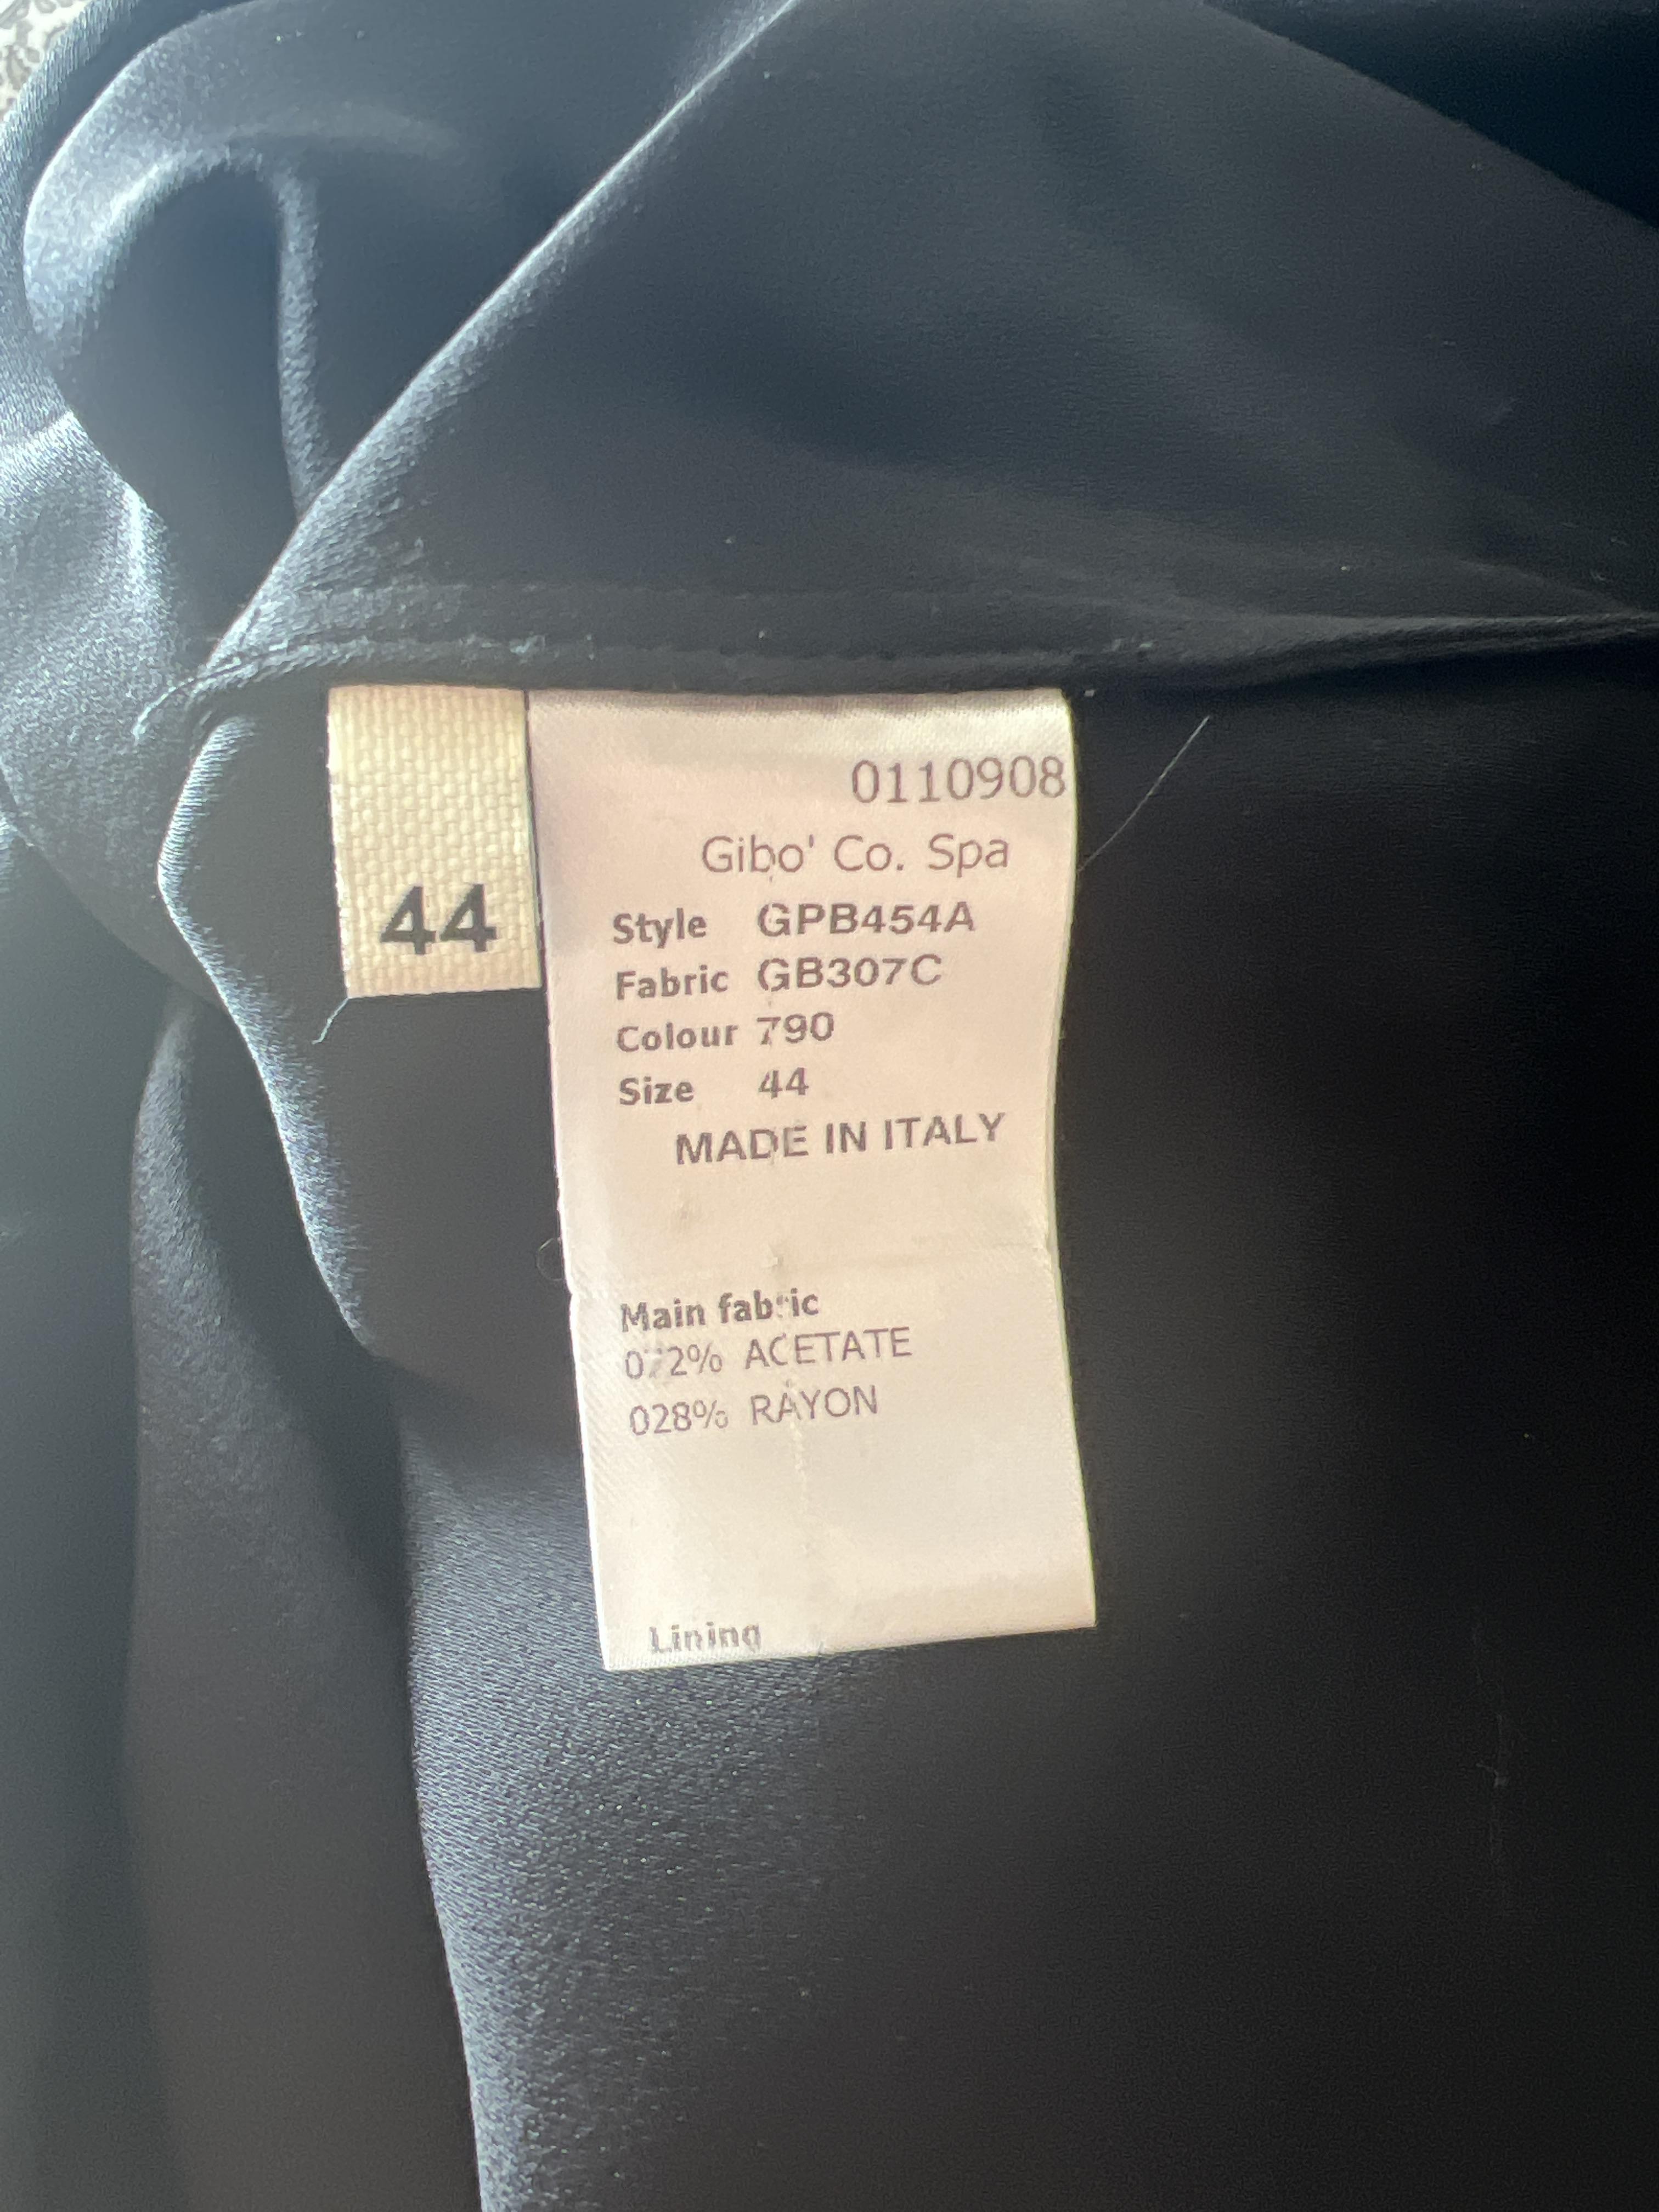 44
0110908
Gibo' Co. Spa
Style GPB454A
Fabric GB307C
Colour 790
Size 44
MADE IN ITALY
Main fabric
072% ACETATE
028% RAYON
Lining